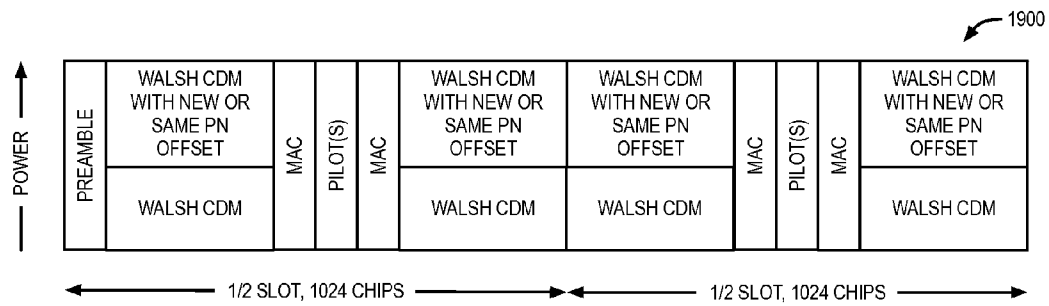 1900
POWER
PREAMBLE
WALSH CDM
WITH NEW OR
SAME PN
OFFSET
WALSH CDM
MAC
PILOT(S)
MAC
WALSH CDM
WITH NEW OR
SAME PN
OFFSET
WALSH CDM
WALSH CDM
WITH NEW OR
SAME PN
OFFSET
WALSH CDM
MAC
PILOT(S)
MAC
WALSH CDM
WITH NEW OR
SAME PN
OFFSET
WALSH CDM
1/2 SLOT, 1024 CHIPS
1/2 SLOT, 1024 CHIPS